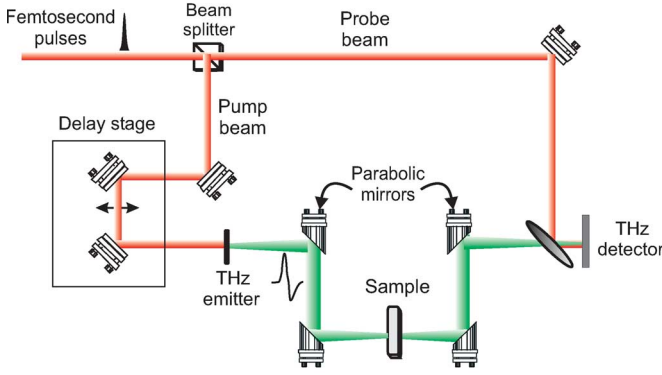 Femtosecond
pulses
Beam
splitter
Probe
beam
Pump
beam
Delay stage
Parabolic
mirrors
THz
detector
THz
emitter
Sample